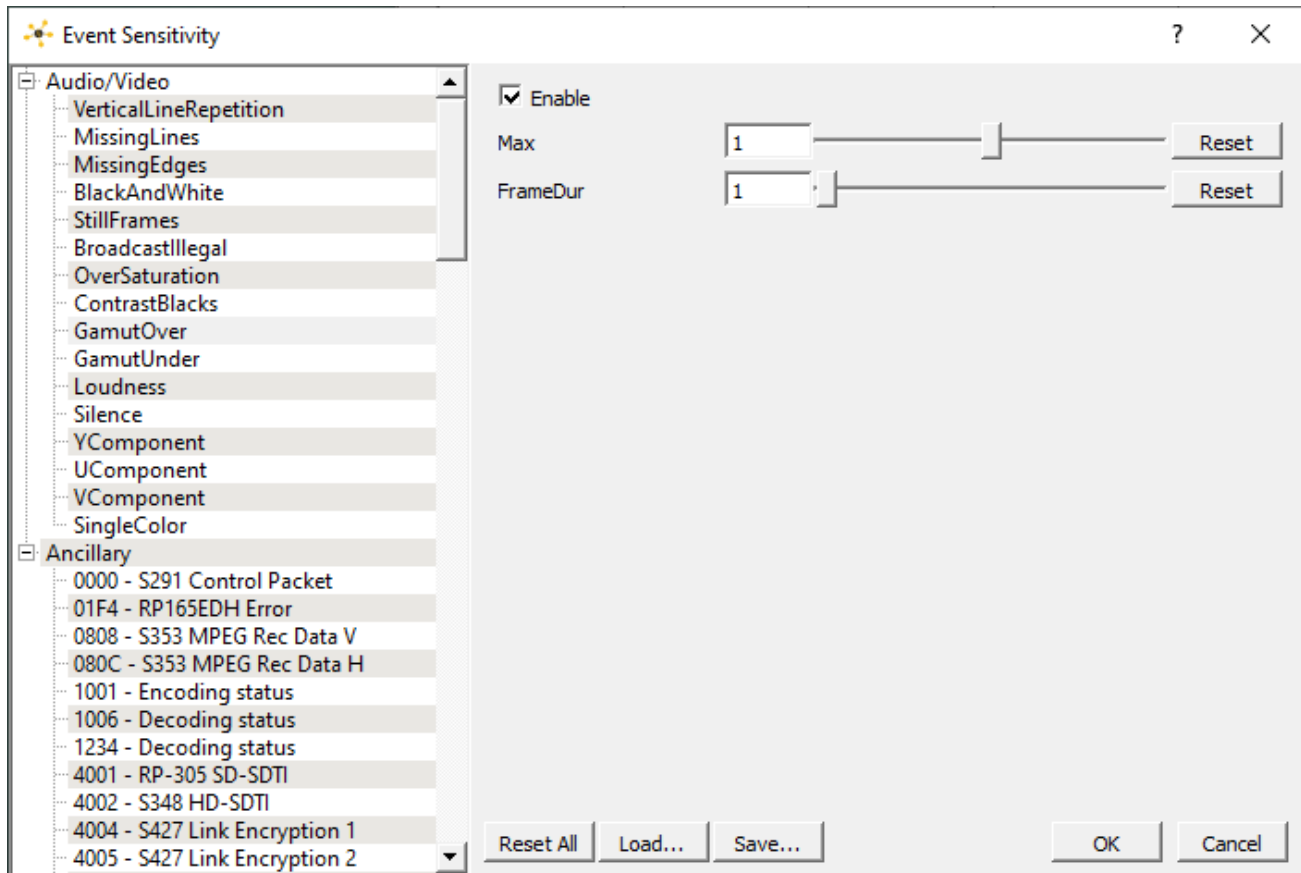 Event Sensitivity
?
Audio/Video
VerticalLineRepetition
MissingLines
MissingEdges
BlackAndWhite
StillFrames
BroadcastIllegal
OverSaturation
ContrastBlacks
GamutOver
GamutUnder
Loudness
Silence
YComponent
UComponent
VComponent
SingleColor
Ancillary
0000 - S291 Control Packet
01F4 - RP165EDH Error
0808 - S353 MPEG Rec Data V
080C - S353 MPEG Rec Data H
1001 - Encoding status
1006 - Decoding status
1234 - Decoding status
4001 - RP-305 SD-SDTI
4002 - S348 HD-SDTI
4004 - S427 Link Encryption 1
4005 - S427 Link Encryption 2
Enable
Max 1 Reset
FrameDur 1 Reset
Reset All Load... Save... OK Cancel